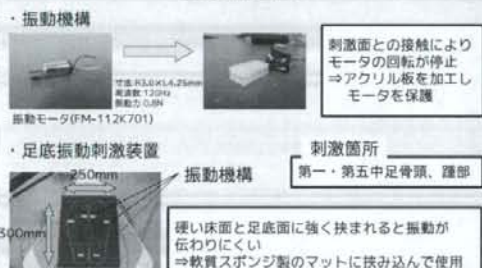 ・振動機構
刺激面との接触により
モータの回転が停止
⇒アクリル板を加工し
モータを保護
寸法:R3.0×L4.25mm
周波数:120Hz
振動力:0.8N
振動モータ(FM-112K701)
・足底振動刺激装置
刺激箇所
第一・第五中足骨頭、踵部
250mm
振動機構
300mm
硬い床面と足底面に強く挟まれると振動が
伝わりにくい
⇒軟質スポンジ製のマットに挟み込んで使用